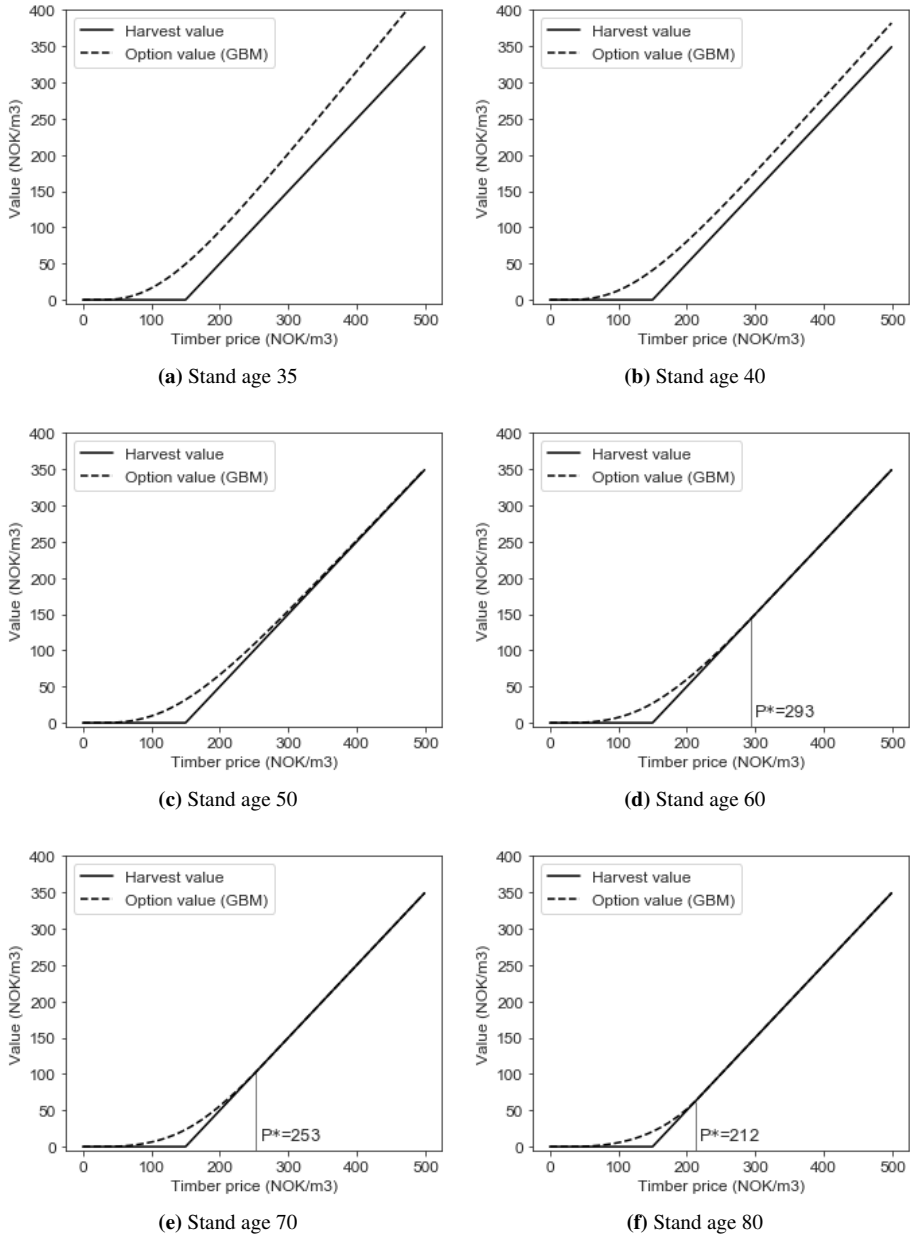 Harvest value
Option value (GBM)
Value (NOK/m3)
400
350
300
250
200
150
100
50
0
0 100 200 300 400 500
Timber price (NOK/m3)
(a) Stand age 35
Harvest value
Option value (GBM)
Value (NOK/m3)
400
350
300
250
200
150
100
50
0
0 100 200 300 400 500
Timber price (NOK/m3)
(b) Stand age 40
Harvest value
Option value (GBM)
Value (NOK/m3)
400
350
300
250
200
150
100
50
0
0 100 200 300 400 500
Timber price (NOK/m3)
(c) Stand age 50
Harvest value
Option value (GBM)
Value (NOK/m3)
400
350
300
250
200
150
100
50
0
P*=293
0 100 200 300 400 500
Timber price (NOK/m3)
(d) Stand age 60
Harvest value
Option value (GBM)
Value (NOK/m3)
400
350
300
250
200
150
100
50
0
P*=253
0 100 200 300 400 500
Timber price (NOK/m3)
(e) Stand age 70
Harvest value
Option value (GBM)
Value (NOK/m3)
400
350
300
250
200
150
100
50
0
P*=212
0 100 200 300 400 500
Timber price (NOK/m3)
(f) Stand age 80